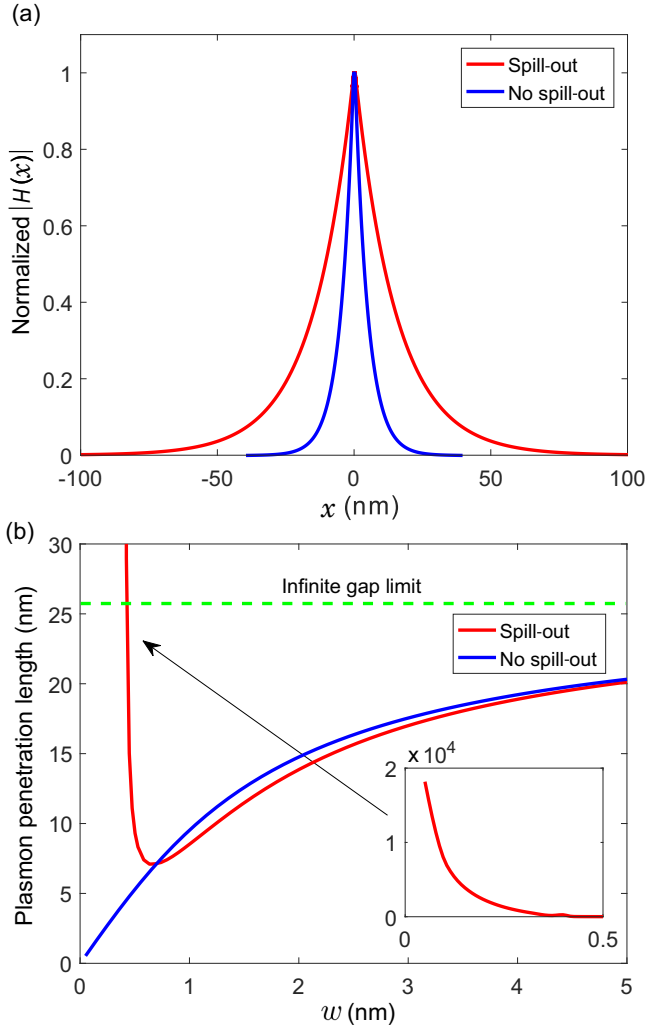 (a)
Normalized |H(x)|
1
0.8
0.6
0.4
0.2
0
Spill-out
No spill-out
-100 -50 0 50 100
x (nm)
(b)
Plasmon penetration length (nm)
30
25
20
15
10
5
0
Infinite gap limit
Spill-out
No spill-out
x 10^4
2
1
0
0 0.5
0 1 2 3 4 5
w (nm)